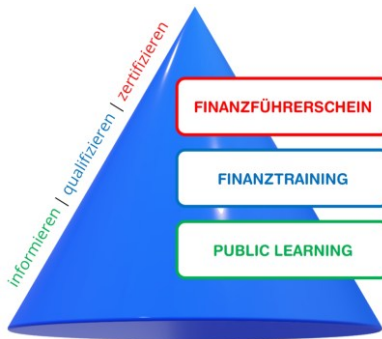 informieren | qualifizieren | zertifizieren
FINANZFÜHRERSCHEIN
FINANZTRAINING
PUBLIC LEARNING